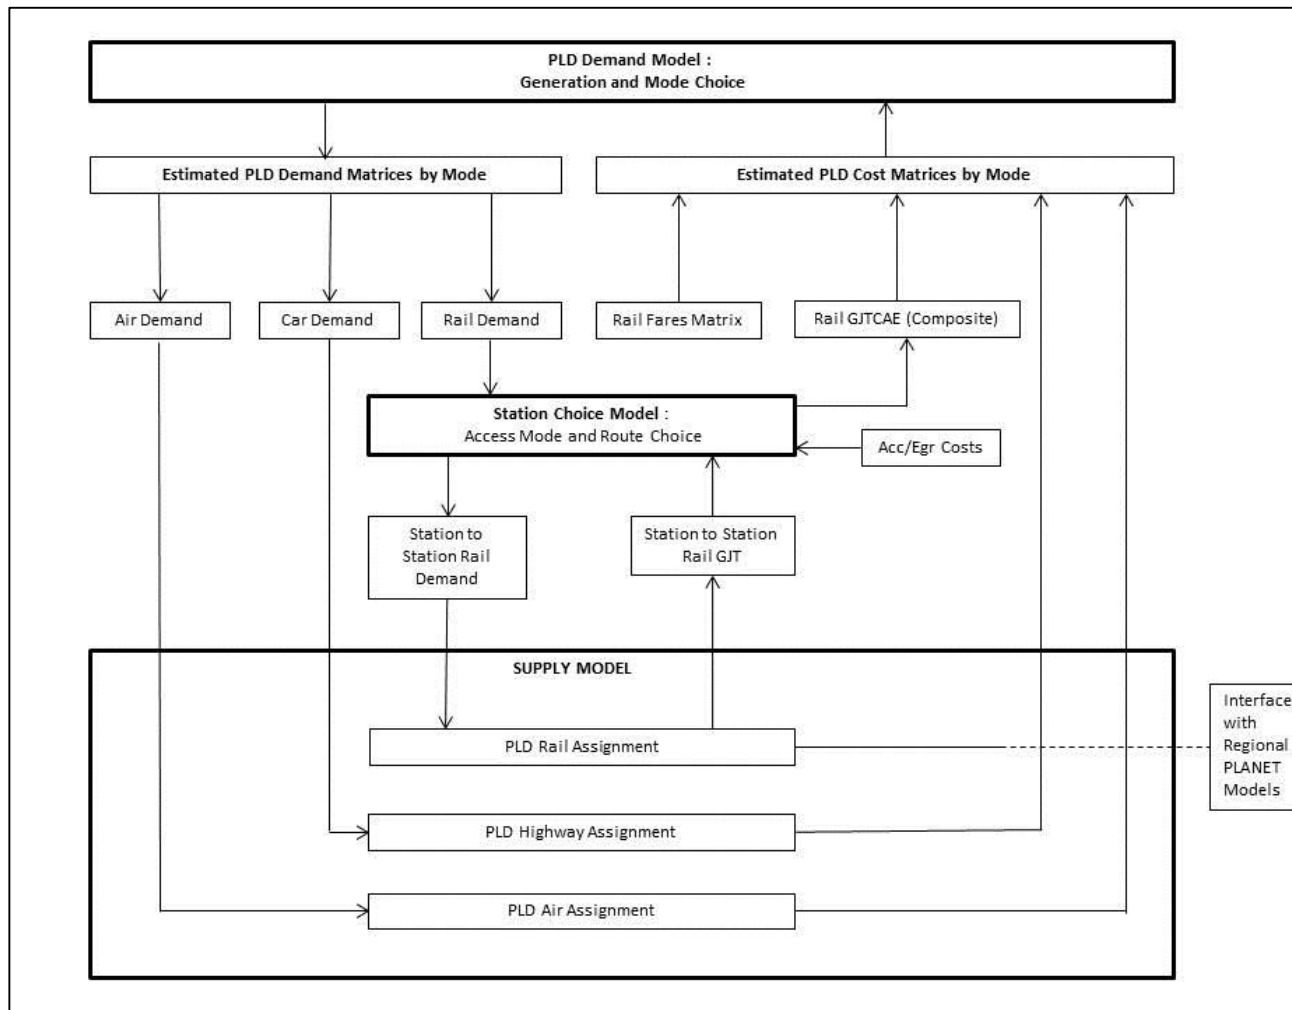 PLD Demand Model :
Generation and Mode Choice
Estimated PLD Demand Matrices by Mode
Estimated PLD Cost Matrices by Mode
Air Demand
Car Demand
Rail Demand
Rail Fares Matrix
Rail GJTCAE (Composite)
Station Choice Model :
Access Mode and Route Choice
Acc/Egr Costs
Station to
Station Rail
Demand
Station to Station
Rail GJT
SUPPLY MODEL
PLD Rail Assignment
Interface
with
Regional
PLANET
Models
PLD Highway Assignment
PLD Air Assignment